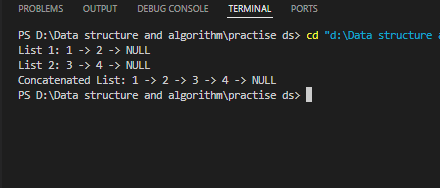 PROBLEMS OUTPUT DEBUG CONSOLE TERMINAL PORTS
PS D:\Data structure and algorithm\practise ds> cd "d:\Data structure
List 1: 1 -> 2 -> NULL
List 2: 3 -> 4 -> NULL
Concatenated List: 1 -> 2 -> 3 -> 4 -> NULL
PS D:\Data structure and algorithm\practise ds>